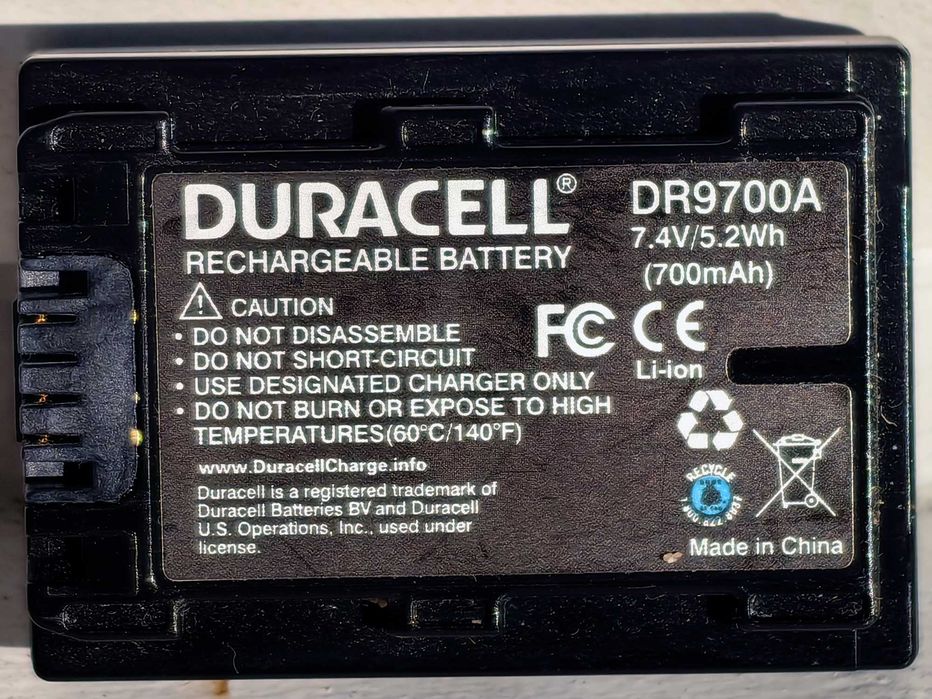 DURACELL®
RECHARGEABLE BATTERY
DR9700A
7.4V/5.2Wh
(700mAh)
CAUTION
• DO NOT DISASSEMBLE
• DO NOT SHORT-CIRCUIT
• USE DESIGNATED CHARGER ONLY
• DO NOT BURN OR EXPOSE TO HIGH
TEMPERATURES(60°C/140°F)
FC CE
Li-ion
www.DuracellCharge.info
Duracell is a registered trademark of
Duracell Batteries BV and Duracell
U.S. Operations, Inc., used under
license.
RECYCLE
Made in China